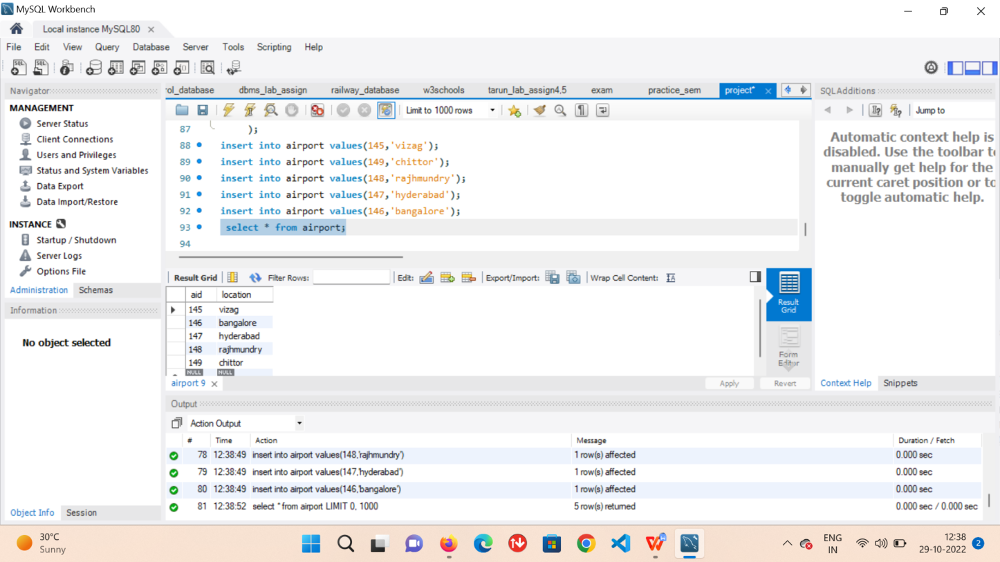 MySQL Workbench
Local instance MySQL80
File Edit View Query Database Server Tools Scripting Help
Navigator
MANAGEMENT
Server Status
Client Connections
Users and Privileges
Status and System Variables
Data Export
Data Import/Restore
INSTANCE
Startup / Shutdown
Server Logs
Options File
Administration Schemas
Information
No object selected
Object Info Session
rol_database dbms_lab_assign railway_database w3schools tarun_lab_assign4,5 exam practice_sem project*
Limit to 1000 rows
87 );
88 insert into airport values(145,'vizag');
89 insert into airport values(149,'chittor');
90 insert into airport values(148,'rajhmundry');
91 insert into airport values(147,'hyderabad');
92 insert into airport values(146,'bangalore');
93 select * from airport;
94
Result Grid Filter Rows: Edit: Export/Import: Wrap Cell Content:
aid location
145 vizag
146 bangalore
147 hyderabad
148 rajhmundry
149 chittor
NULL NULL
Result
Grid
Form
Editor
airport 9 Apply Revert
SQLAdditions
Jump to
Automatic context help is
disabled. Use the toolbar to
manually get help for the
current caret position or to
toggle automatic help.
Context Help Snippets
Output
Action Output
# Time Action Message Duration / Fetch
78 12:38:49 insert into airport values(148,'rajhmundry') 1 row(s) affected 0.000 sec
79 12:38:49 insert into airport values(147,'hyderabad') 1 row(s) affected 0.000 sec
80 12:38:49 insert into airport values(146,'bangalore') 1 row(s) affected 0.000 sec
81 12:38:52 select * from airport LIMIT 0, 1000 5 row(s) returned 0.000 sec / 0.000 sec
30°C
Sunny
ENG
IN
12:38
29-10-2022
2